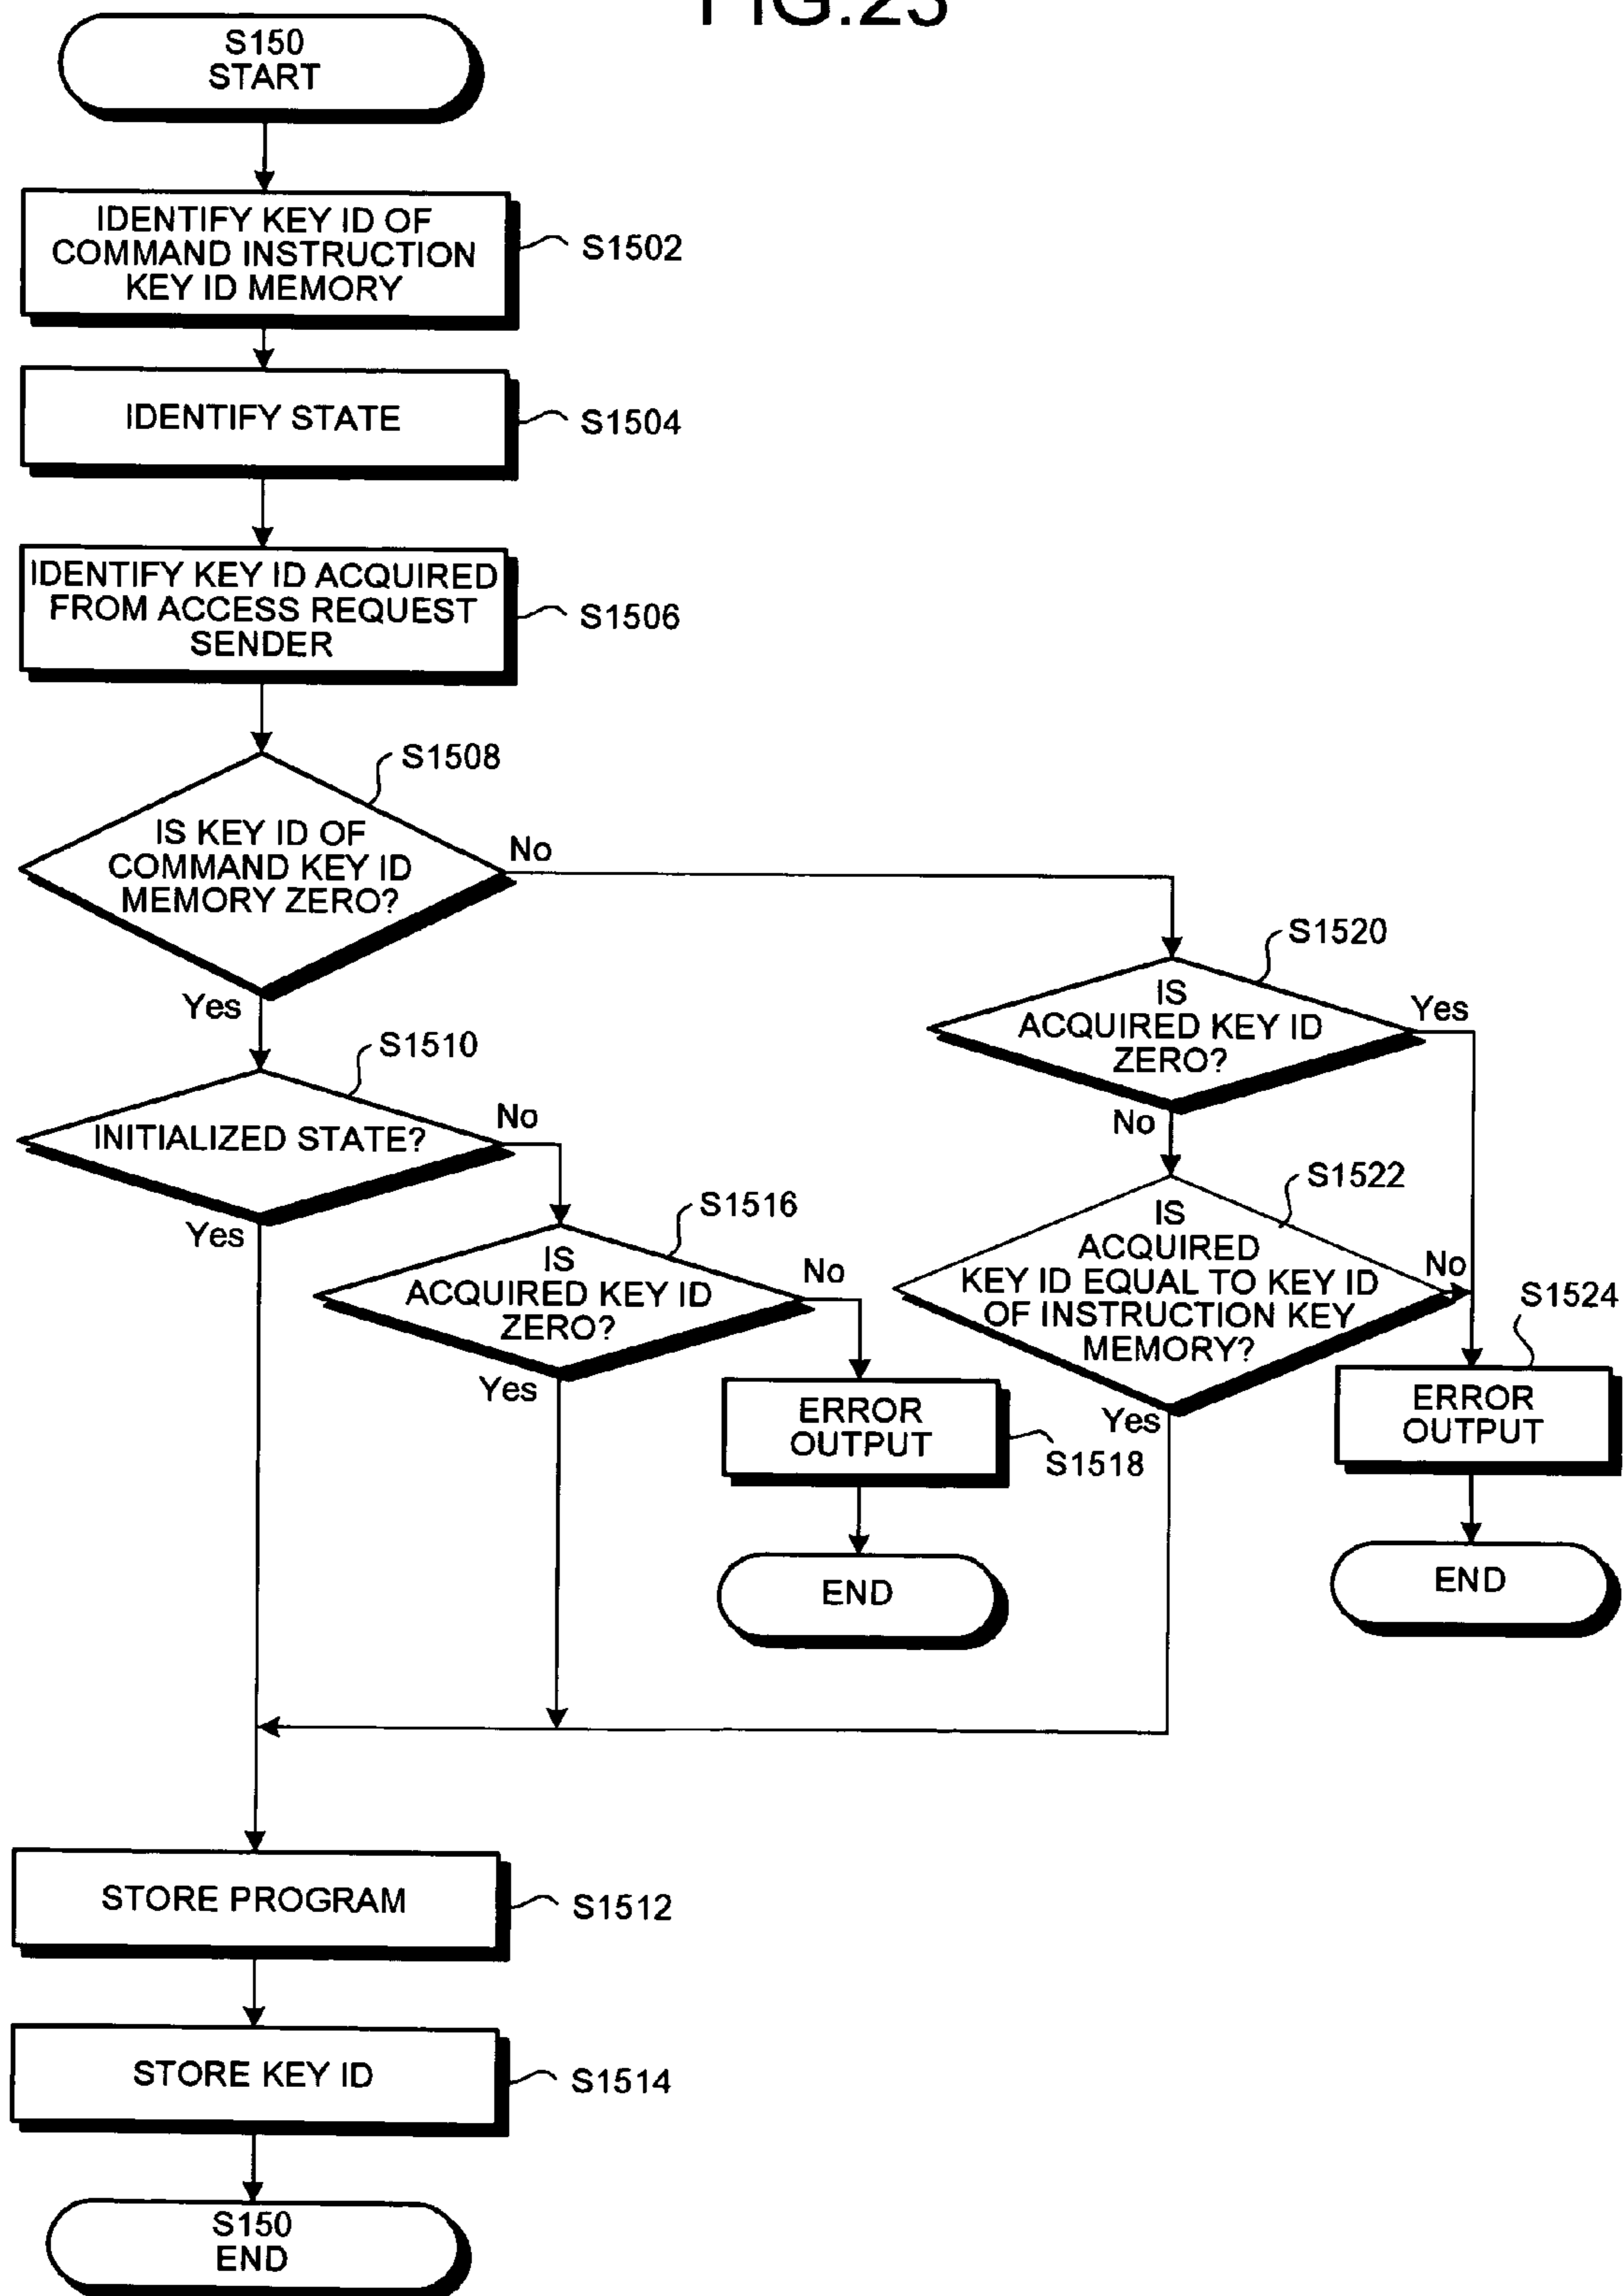 FIG.23
S150
START
IDENTIFY KEY ID OF
COMMAND INSTRUCTION
KEY ID MEMORY
S1502
IDENTIFY STATE
S1504
IDENTIFY KEY ID ACQUIRED
FROM ACCESS REQUEST
SENDER
S1506
S1508
IS KEY ID OF
COMMAND KEY ID
MEMORY ZERO?
No
Yes
S1520
IS
ACQUIRED KEY ID
ZERO?
Yes
No
S1510
INITIALIZED STATE?
No
Yes
S1516
IS
ACQUIRED KEY ID
ZERO?
No
Yes
S1522
IS
ACQUIRED
KEY ID EQUAL TO KEY ID
OF INSTRUCTION KEY
MEMORY?
No
Yes
ERROR
OUTPUT
S1518
END
S1524
ERROR
OUTPUT
END
STORE PROGRAM
S1512
STORE KEY ID
S1514
S150
END